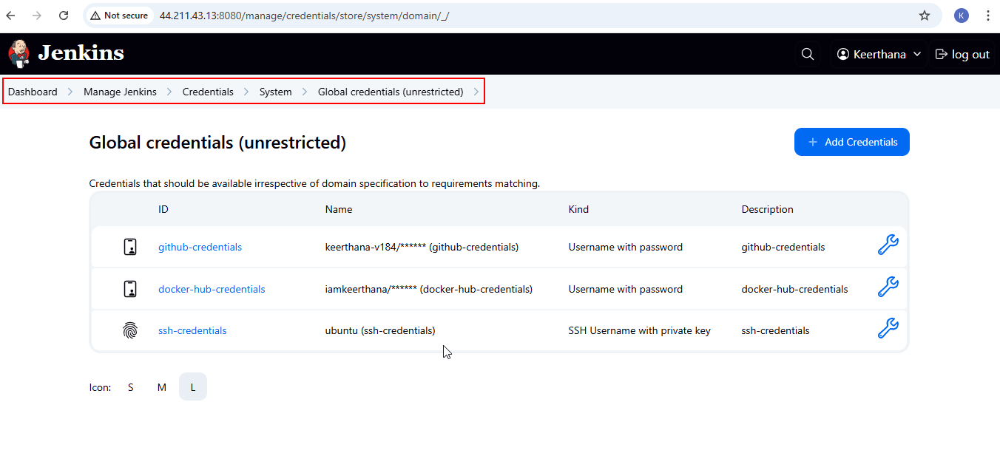 Not secure 44.211.43.13:8080/manage/credentials/store/system/domain/_/ K
Jenkins Keerthana log out
Dashboard Manage Jenkins Credentials System Global credentials (unrestricted)
Global credentials (unrestricted) + Add Credentials
Credentials that should be available irrespective of domain specification to requirements matching.
ID Name Kind Description
github-credentials keerthana-v184/****** (github-credentials) Username with password github-credentials
docker-hub-credentials iamkeerthana/****** (docker-hub-credentials) Username with password docker-hub-credentials
ssh-credentials ubuntu (ssh-credentials) SSH Username with private key ssh-credentials
Icon: S M L